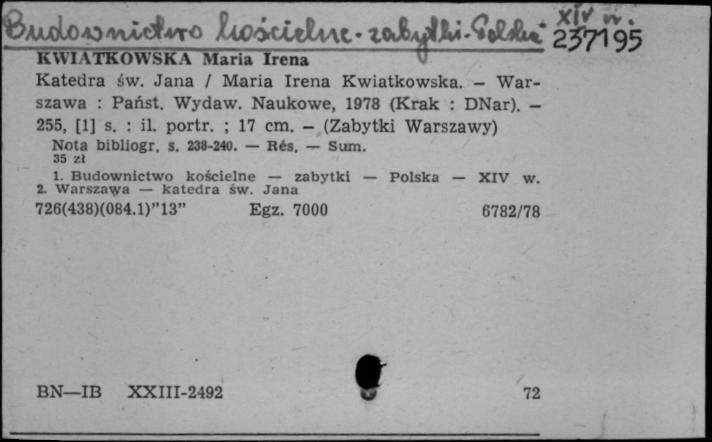 Budownictwo kościelne - zabytki - Polska - XIV w.
237195
KWIATKOWSKA Maria Irena
Katedra św. Jana / Maria Irena Kwiatkowska. — War-
szawa : Państ. Wydaw. Naukowe, 1978 (Krak : DNar). —
255, [1] s. : il. portr. ; 17 cm. — (Zabytki Warszawy)
Nota bibliogr. s. 238-240. — Rés. — Sum.
35 zł
1. Budownictwo kościelne — zabytki — Polska — XIV w.
2. Warszawa — katedra św. Jana
726(438)(084.1)”13” Egz. 7000 6782/78
BN—IB XXIII-2492 72